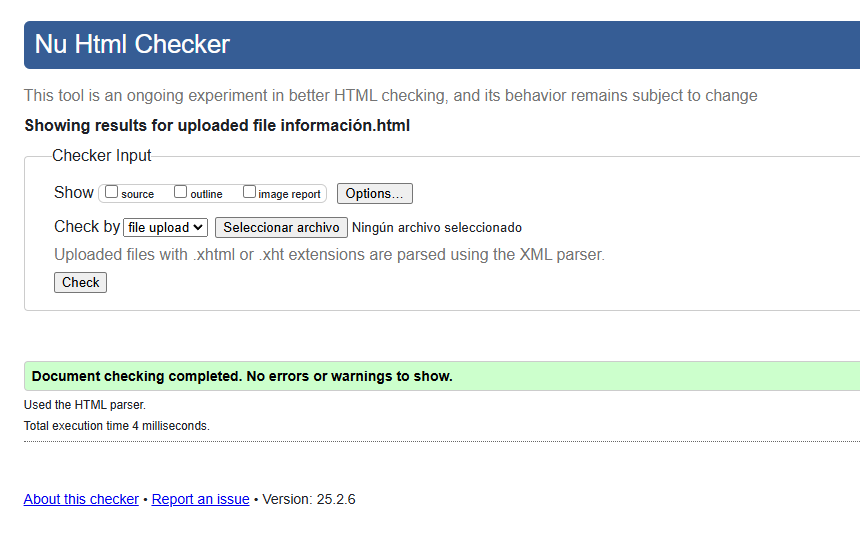 Nu Html Checker
This tool is an ongoing experiment in better HTML checking, and its behavior remains subject to change
Showing results for uploaded file información.html
Checker Input
Show source outline image report Options...
Check by file upload Seleccionar archivo Ningún archivo seleccionado
Uploaded files with .xhtml or .xht extensions are parsed using the XML parser.
Check
Document checking completed. No errors or warnings to show.
Used the HTML parser.
Total execution time 4 milliseconds.
About this checker • Report an issue • Version: 25.2.6